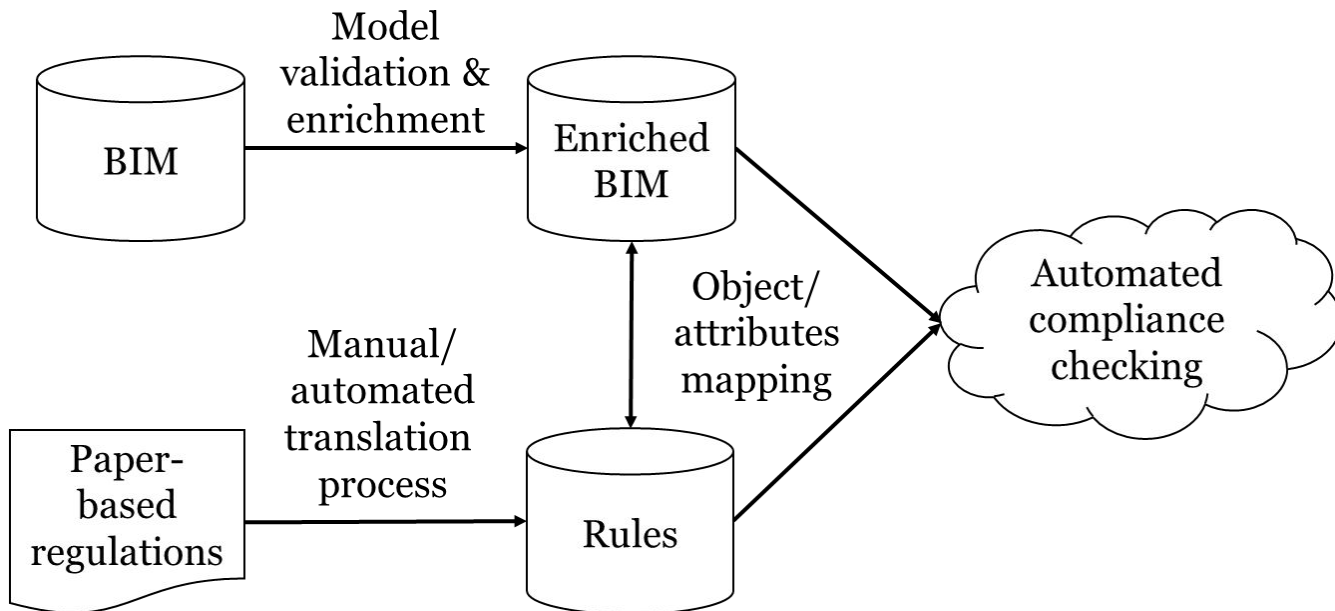 BIM
Model
validation &
enrichment
Enriched
BIM
Paper-
based
regulations
Manual/
automated
translation
process
Rules
Object/
attributes
mapping
Automated
compliance
checking